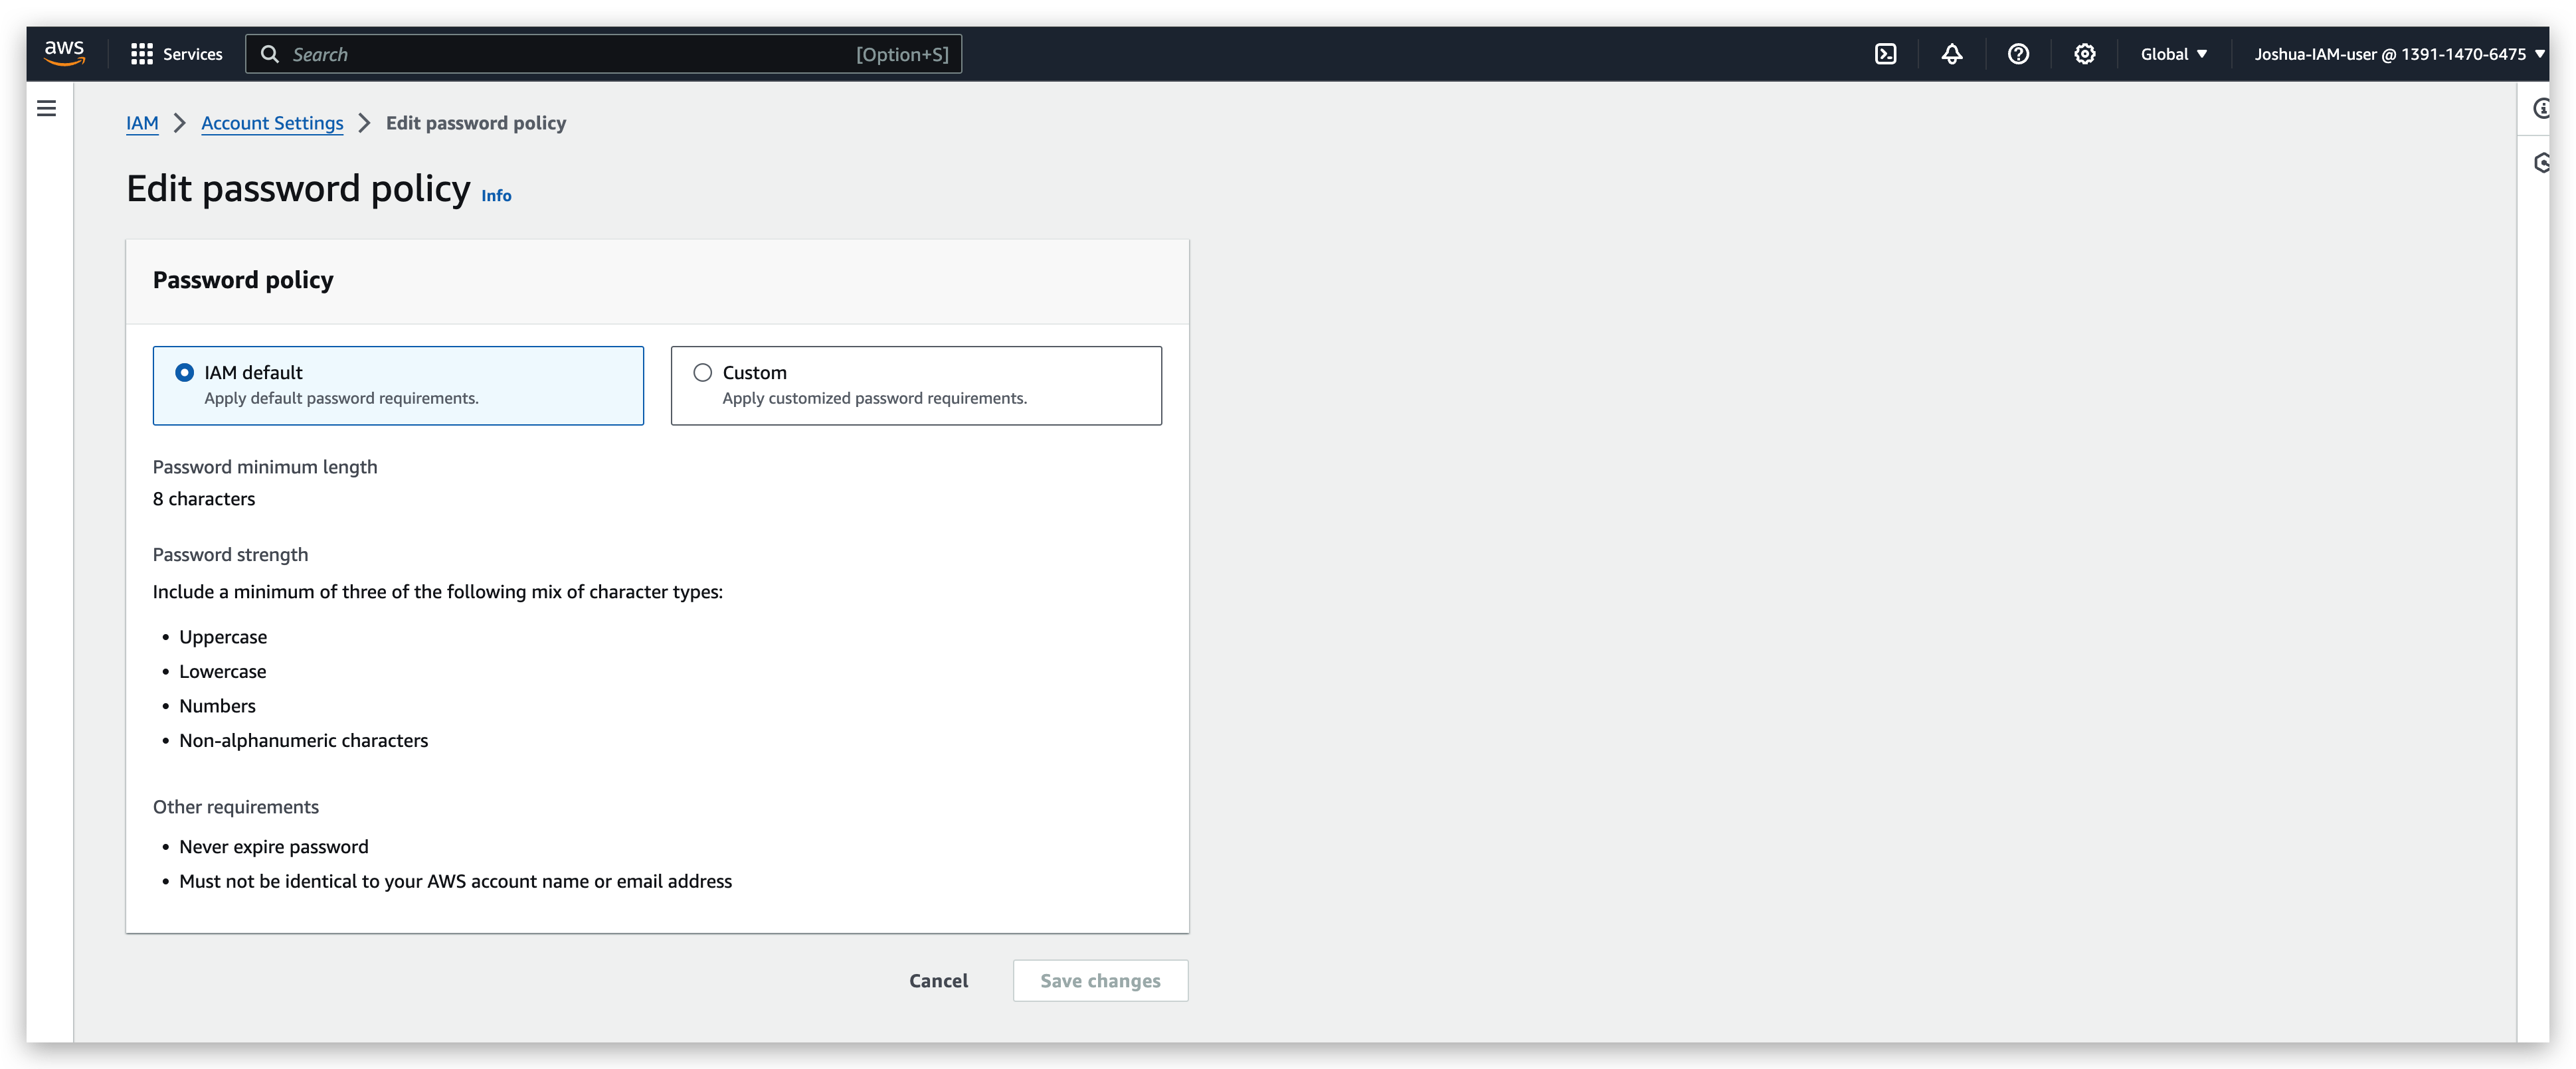 aws
Services
Search
[Option+S]
Global
Joshua-IAM-user @ 1391-1470-6475
IAM
Account Settings
Edit password policy
Edit password policy
Info
Password policy
IAM default
Apply default password requirements.
Custom
Apply customized password requirements.
Password minimum length
8 characters
Password strength
Include a minimum of three of the following mix of character types:
• Uppercase
• Lowercase
• Numbers
• Non-alphanumeric characters
Other requirements
• Never expire password
• Must not be identical to your AWS account name or email address
Cancel
Save changes